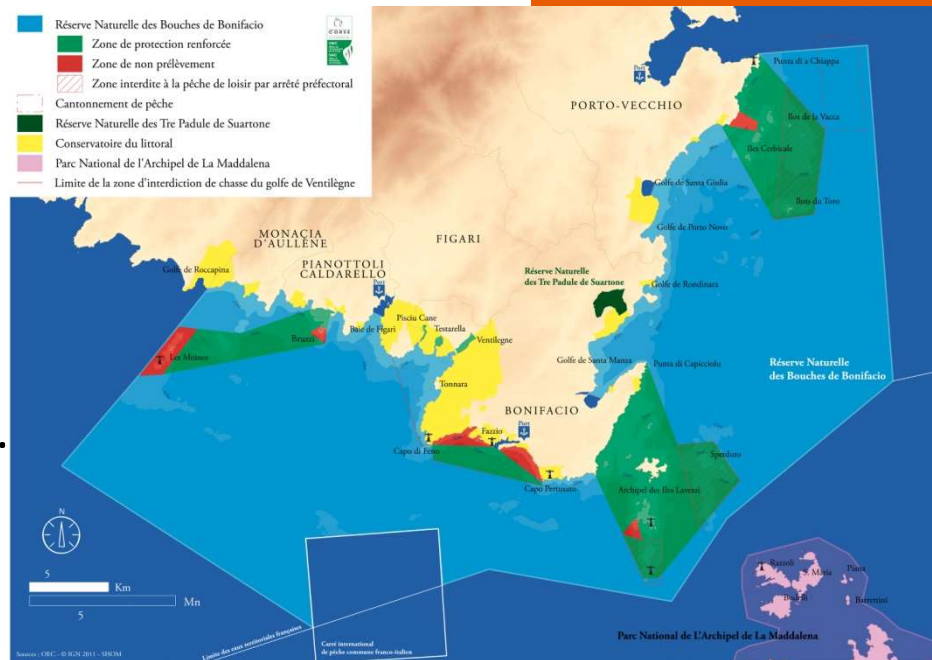 Réserve Naturelle des Bouches de Bonifacio
Zone de protection renforcée
Zone de non prélèvement
Zone interdite à la pêche de loisir par arrêté préfectoral
Cantonnement de pêche
Réserve Naturelle des Tre Padule de Suartone
Conservatoire du littoral
Parc National de l'Archipel de La Maddalena
Limite de la zone d'interdiction de chasse du golfe de Ventilègne
CORSE
Port
Punta di a Chiappa
PORTO-VECCHIO
Ilot de la Vacca
Iles Cerbicale
Golfe de Santa Giulia
Ilots du Toro
Golfe de Porto Novo
MONACIA
D'AULLÈNE
FIGARI
PIANOTTOLI
CALDARELLO
Golfe de Roccapina
Réserve Naturelle
des Tre Padule de Suartone
Golfe de Rondinara
Port
Pisciu Cane
Baie de Figari
Testarella
Bruzzi
Ventilegne
Les Moines
Golfe de Santa Manza
Punta di Capicciolu
Réserve Naturelle
des Bouches de Bonifacio
Tonnara
BONIFACIO
Port
Fazzio
Capo di Feno
Sperduto
Capo Pertusato
Archipel des Iles Lavezzi
N
5
Km
Mn
5
Razzoli
S. Maria
Piana
Budelli
Barrettini
Parc National de L'Archipel de La Maddalena
Limite des eaux territoriales françaises
Carré international
de pêche commune franco-italien
Sources : OEC - © IGN 2011 - SHOM